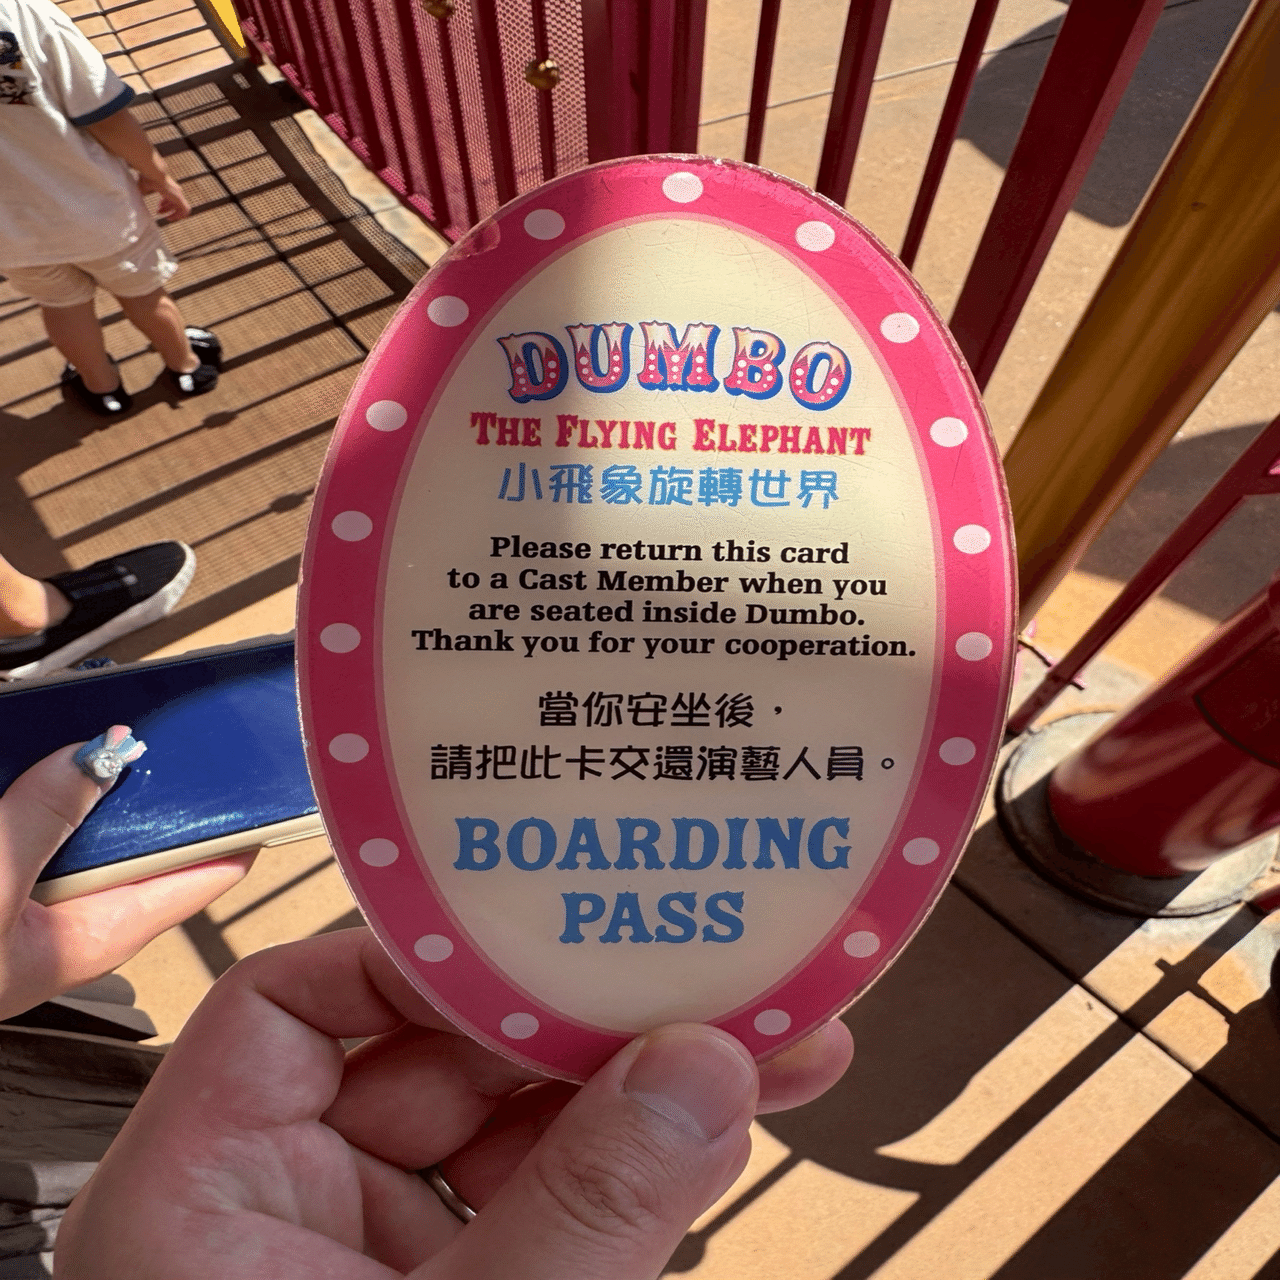 DUMBO
THE FLYING ELEPHANT
小飛象旋轉世界
Please return this card
to a Cast Member when you
are seated inside Dumbo.
Thank you for your cooperation.
當你安坐後，
請把此卡交還演藝人員。
BOARDING
PASS